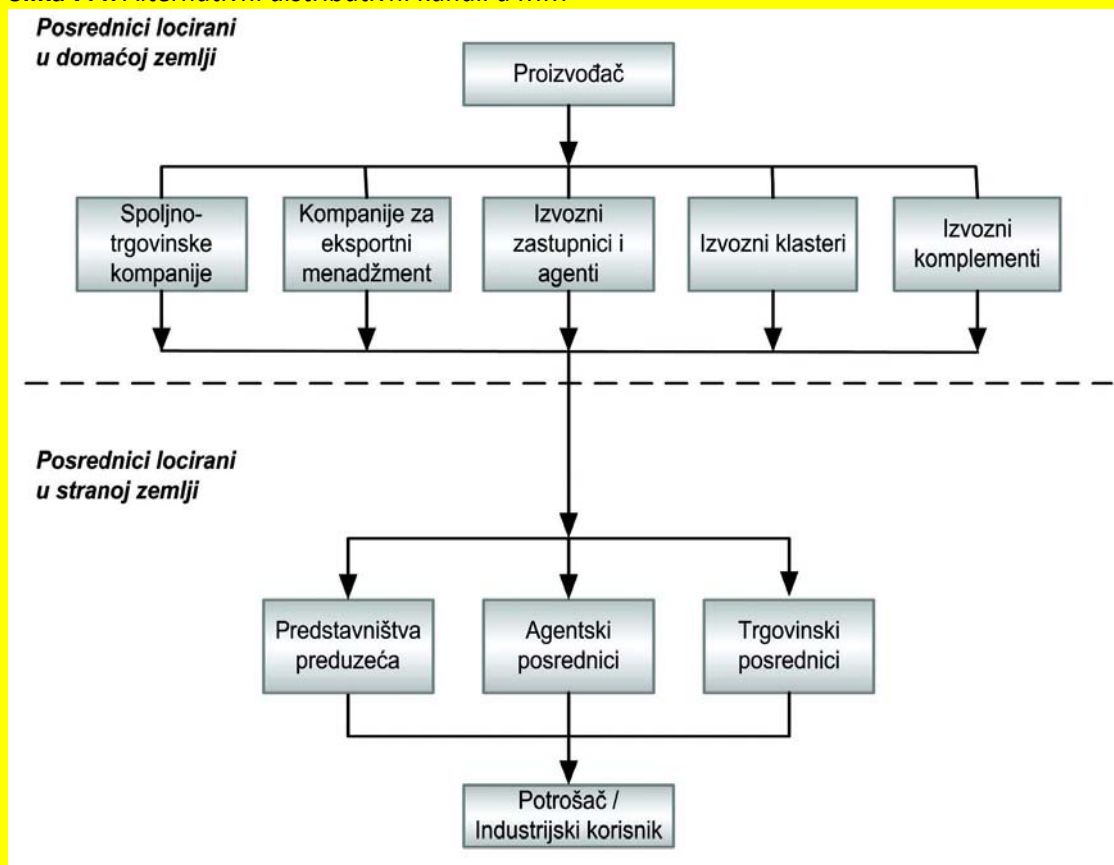 Posrednici locirani
u domaćoj zemlji
Proizvođač
Spoljno-
trgovinske
kompanije
Kompanije za
eksportni
menadžment
Izvozni
zastupnici i
agenti
Izvozni klasteri
Izvozni
komplementi
Posrednici locirani
u stranoj zemlji
Predstavništva
preduzeća
Agentski
posrednici
Trgovinski
posrednici
Potrošač /
Industrijski korisnik